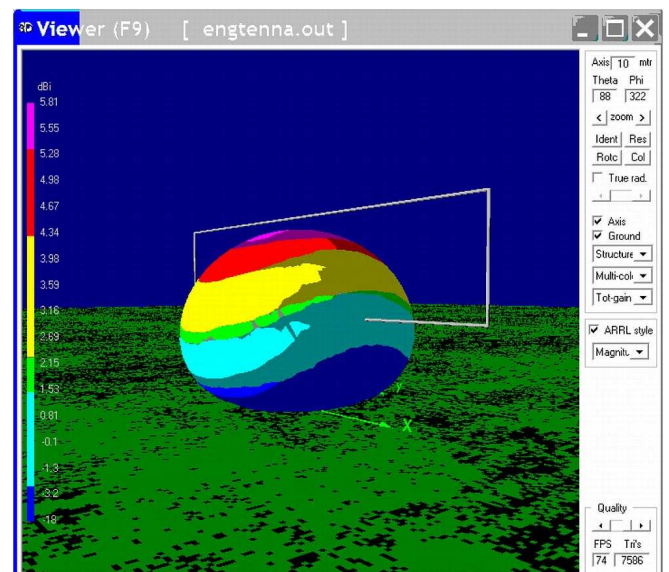 3D Viewer (F9) [ engtenna.out ]
Axis 10 mtr
Theta Phi
88 322
< zoom >
Ident Res
Rotc Col
True rad.
Axis
Ground
Structure
Multi-col
Tot-gain
ARRL style
Magnitu
Quality
FPS Tri's
74 7586
dBi
5.81
5.55
5.28
4.98
4.67
4.34
3.98
3.59
3.16
2.69
2.15
1.53
0.81
-0.1
-1.3
-3.2
-18
Y
X